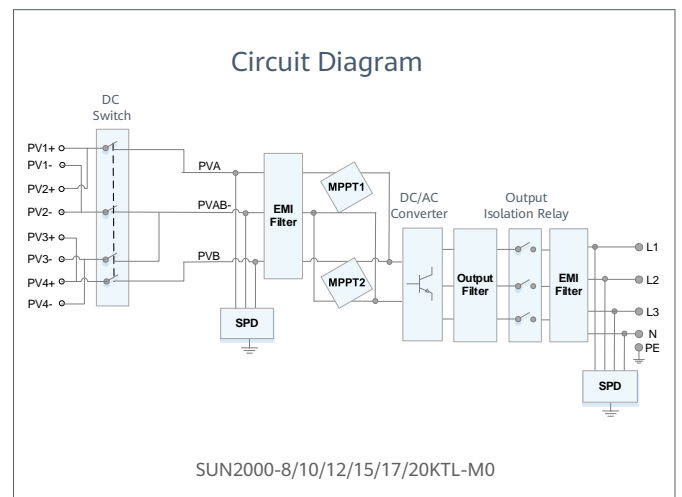 Circuit Diagram
DC
Switch
PV1+
PV1-
PV2+
PV2-
PV3+
PV3-
PV4+
PV4-
PVA
PVAB-
PVB
EMI
Filter
SPD
MPPT1
MPPT2
DC/AC
Converter
Output
Filter
Output
Isolation Relay
EMI
Filter
L1
L2
L3
N
PE
SPD
SUN2000-8/10/12/15/17/20KTL-M0